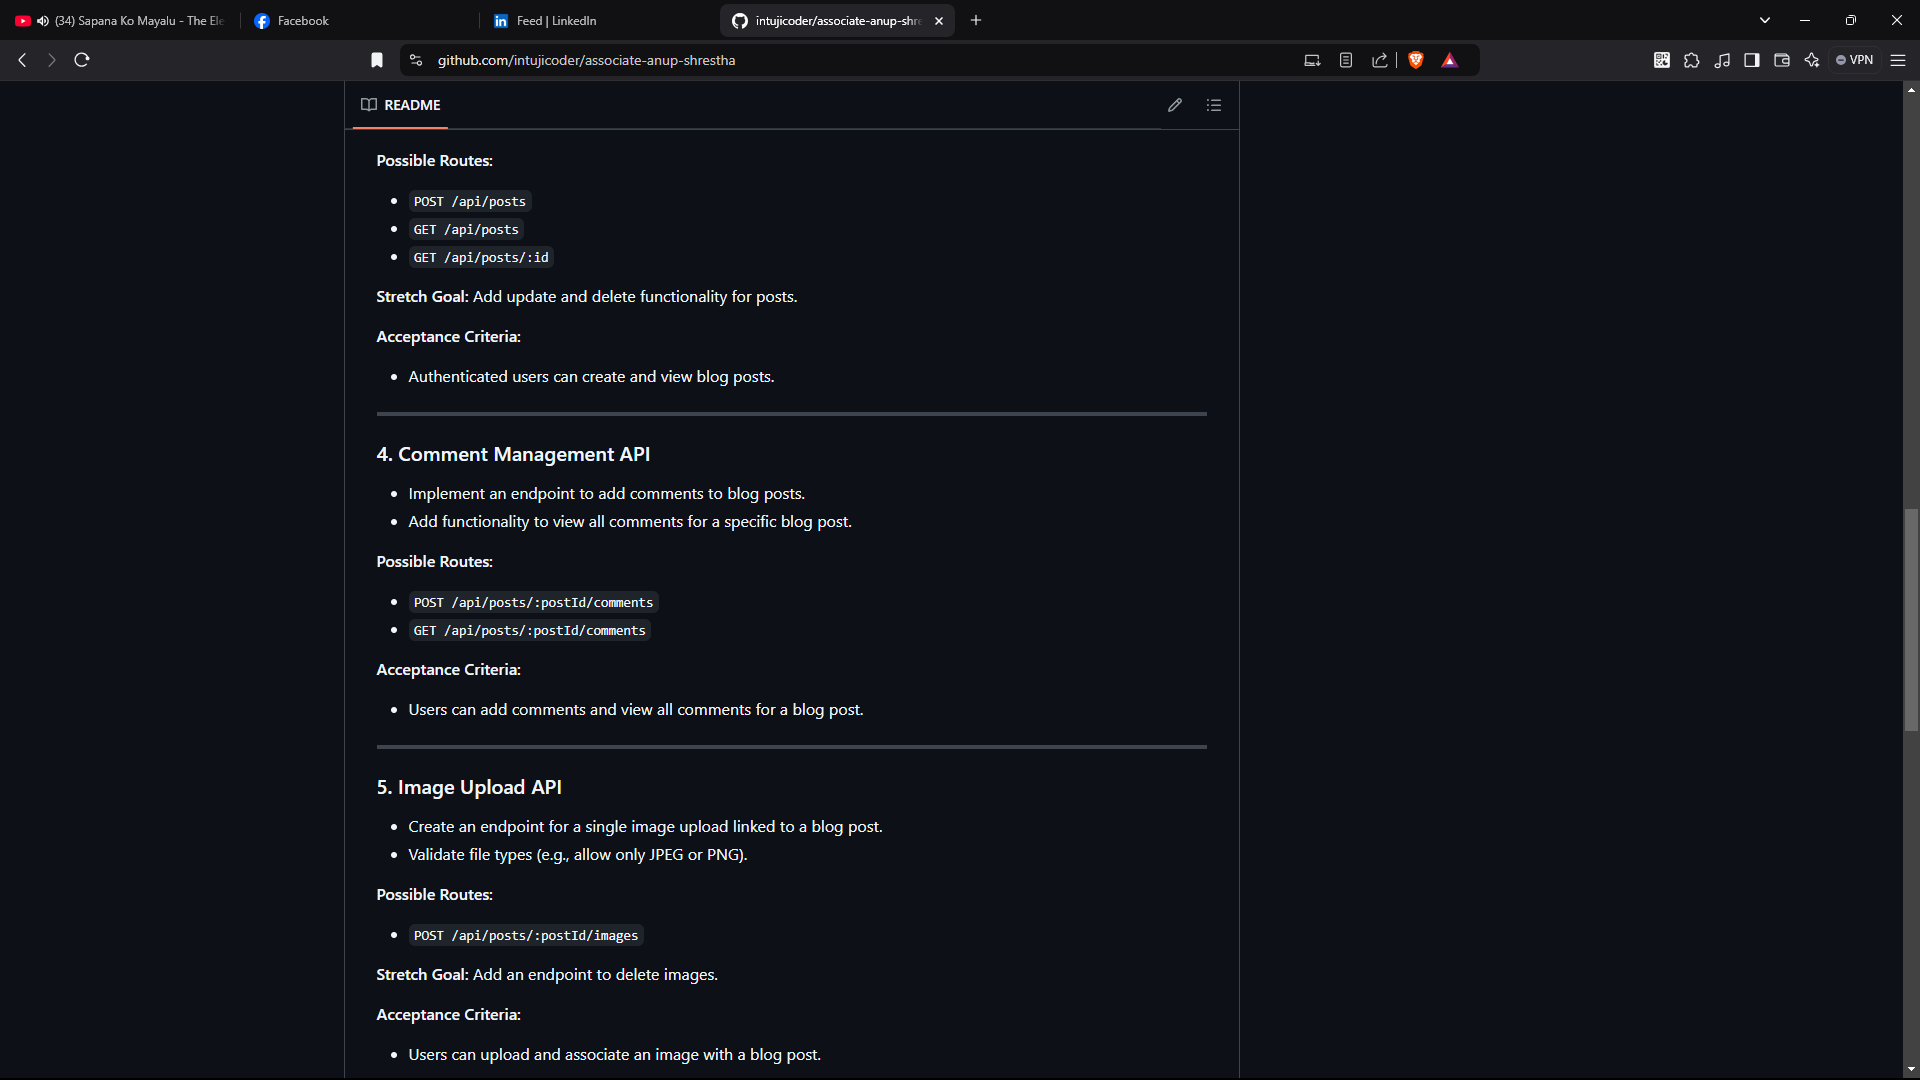 (34) Sapana Ko Mayalu - The Ele
Facebook
in Feed | LinkedIn
intujicoder/associate-anup-shre
github.com/intujicoder/associate-anup-shrestha
VPN
README
Possible Routes:
POST /api/posts
GET /api/posts
GET /api/posts/:id
Stretch Goal: Add update and delete functionality for posts.
Acceptance Criteria:
Authenticated users can create and view blog posts.
4. Comment Management API
Implement an endpoint to add comments to blog posts.
Add functionality to view all comments for a specific blog post.
Possible Routes:
POST /api/posts/:postId/comments
GET /api/posts/:postId/comments
Acceptance Criteria:
Users can add comments and view all comments for a blog post.
5. Image Upload API
Create an endpoint for a single image upload linked to a blog post.
Validate file types (e.g., allow only JPEG or PNG).
Possible Routes:
POST /api/posts/:postId/images
Stretch Goal: Add an endpoint to delete images.
Acceptance Criteria:
Users can upload and associate an image with a blog post.